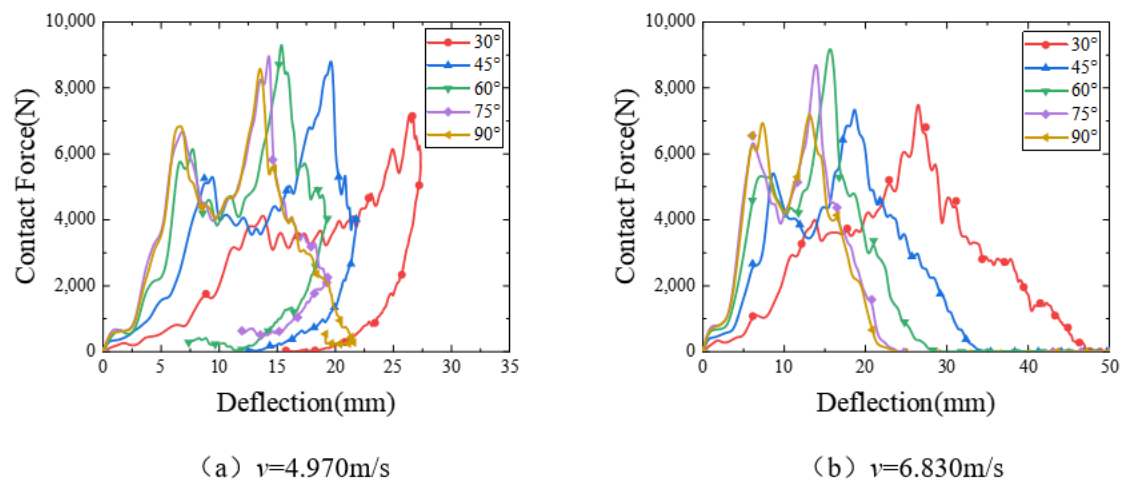 10,000
8,000
6,000
4,000
2,000
0
Contact Force(N)
0 5 10 15 20 25 30 35
Deflection(mm)
30°
45°
60°
75°
90°
（a）v=4.970m/s
10,000
8,000
6,000
4,000
2,000
0
Contact Force(N)
0 10 20 30 40 50
Deflection(mm)
30°
45°
60°
75°
90°
（b）v=6.830m/s